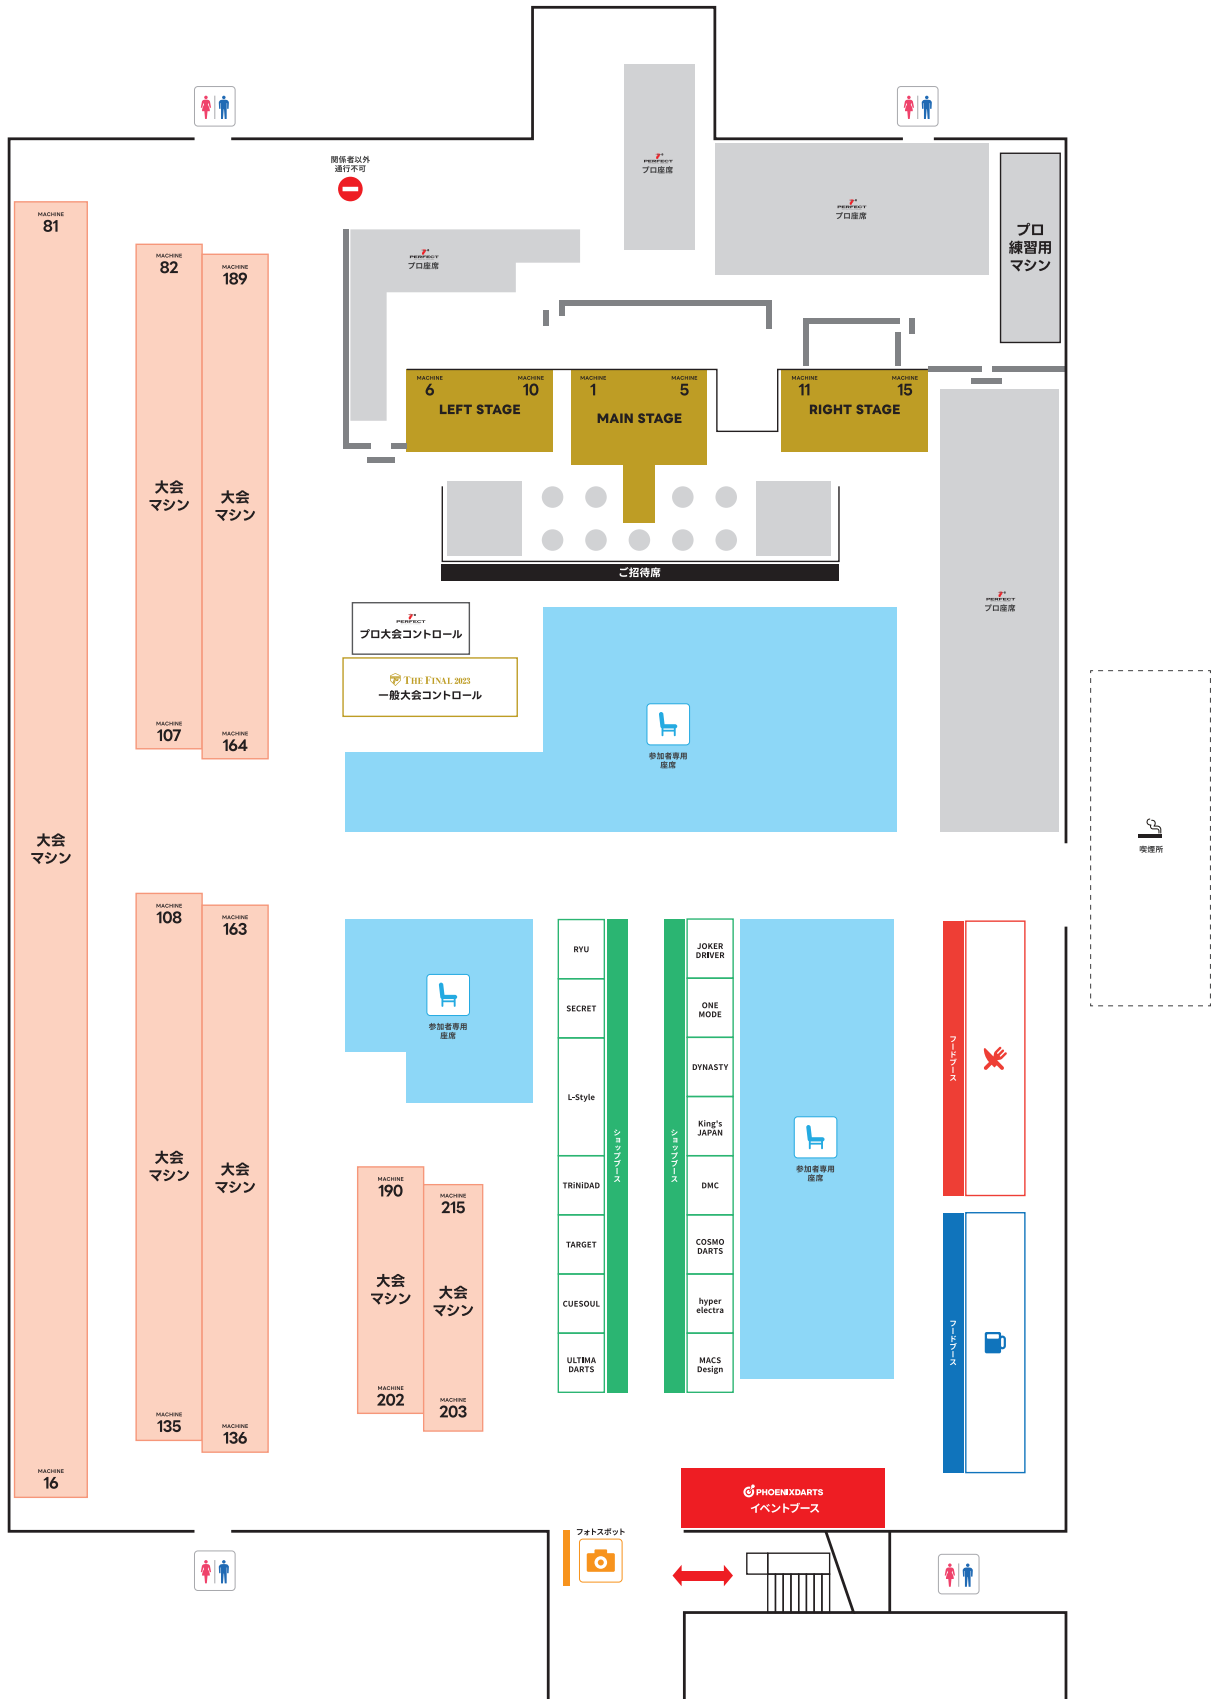 関係者以外
通行不可
PERFECT
プロ座席
PERFECT
プロ座席
PERFECT
プロ座席
プロ
練習用
マシン
MACHINE
81
MACHINE
82
MACHINE
189
MACHINE
6
MACHINE
10
LEFT STAGE
MACHINE
1
MACHINE
5
MAIN STAGE
MACHINE
11
MACHINE
15
RIGHT STAGE
大会
マシン
大会
マシン
ご招待席
PERFECT
プロ座席
PERFECT
プロ大会コントロール
THE FINAL 2023
一般大会コントロール
MACHINE
107
MACHINE
164
参加者専用
座席
大会
マシン
喫煙所
MACHINE
108
MACHINE
163
大会
マシン
大会
マシン
MACHINE
135
MACHINE
136
MACHINE
16
参加者専用
座席
MACHINE
190
MACHINE
215
大会
マシン
大会
マシン
MACHINE
202
MACHINE
203
RYU
SECRET
L-Style
TRiNiDAD
TARGET
CUESOUL
ULTIMA
DARTS
ショップブース
ショップブース
JOKER
DRIVER
ONE
MODE
DYNASTY
King's
JAPAN
DMC
COSMO
DARTS
hyper
electra
MACS
Design
参加者専用
座席
フードブース
フードブース
PHOENIXDARTS
イベントブース
フォトスポット